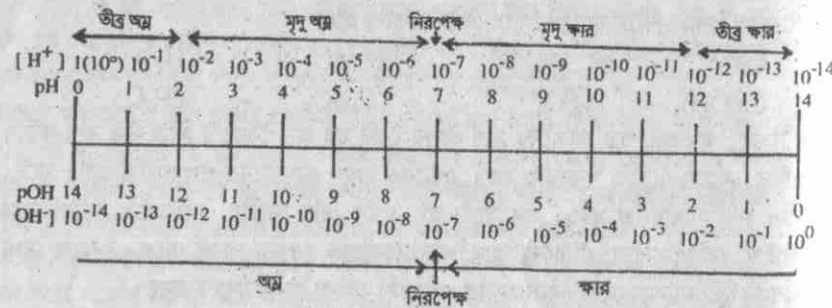 তীব্র অম্ল মৃদু অম্ল নিরপেক্ষ মৃদু ক্ষার তীব্র ক্ষার
[ H⁺ ] 1(10°) 10⁻¹ 10⁻² 10⁻³ 10⁻⁴ 10⁻⁵ 10⁻⁶ 10⁻⁷ 10⁻⁸ 10⁻⁹ 10⁻¹⁰ 10⁻¹¹ 10⁻¹² 10⁻¹³ 10⁻¹⁴
pH 0 1 2 3 4 5 6 7 8 9 10 11 12 13 14
pOH 14 13 12 11 10 9 8 7 6 5 4 3 2 1 0
OH⁻] 10⁻¹⁴ 10⁻¹³ 10⁻¹² 10⁻¹¹ 10⁻¹⁰ 10⁻⁹ 10⁻⁸ 10⁻⁷ 10⁻⁶ 10⁻⁵ 10⁻⁴ 10⁻³ 10⁻² 10⁻¹ 10⁰
অম্ল নিরপেক্ষ ক্ষার